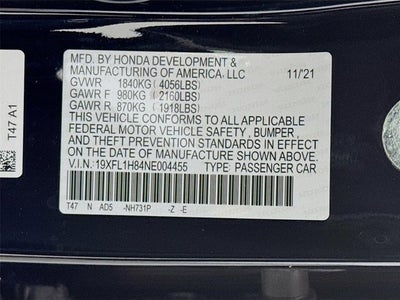 MFD. BY HONDA DEVELOPMENT &
MANUFACTURING OF AMERICA, LLC 11/21
GVWR 1840KG(4056LBS)
GAWR F 980KG(2160LBS)
GAWR R 870KG(1918LBS)
THIS VEHICLE CONFORMS TO ALL APPLICABLE
FEDERAL MOTOR VEHICLE SAFETY, BUMPER,
AND THEFT PREVENTION STANDARDS IN EFFECT
ON THE DATE OF MANUFACTURE SHOWN ABOVE.
V.I.N: 19XFL1H84NE004455 TYPE: PASSENGER CAR
T47 N AD5 -NH731P -Z -E
T47 A1